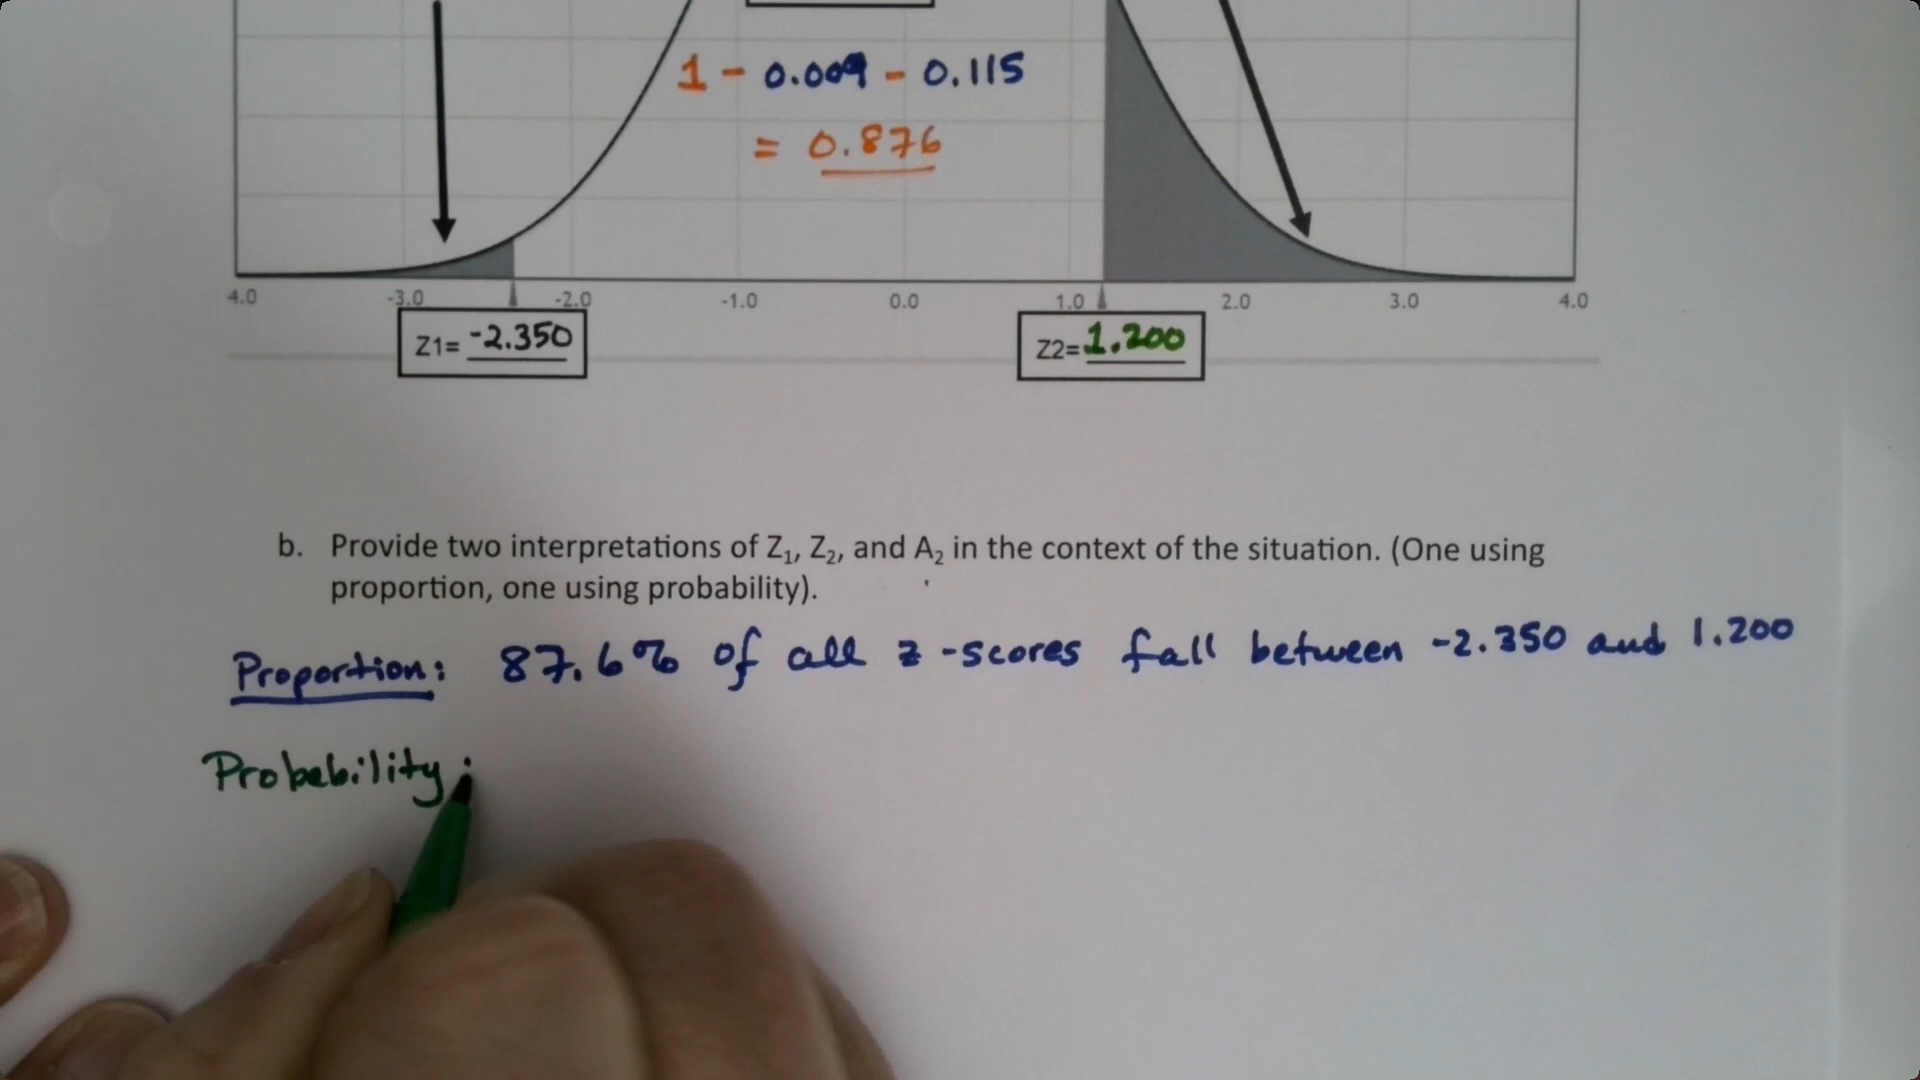 1 - 0.009 - 0.115
= 0.876
4.0 -3.0 -2.0 -1.0 0.0 1.0 2.0 3.0 4.0
Z1= -2.350
Z2= 1.200
b. Provide two interpretations of Z₁, Z₂, and A₂ in the context of the situation. (One using
proportion, one using probability).
Proportion: 87.6% of all z-scores fall between -2.350 and 1.200
Probability: